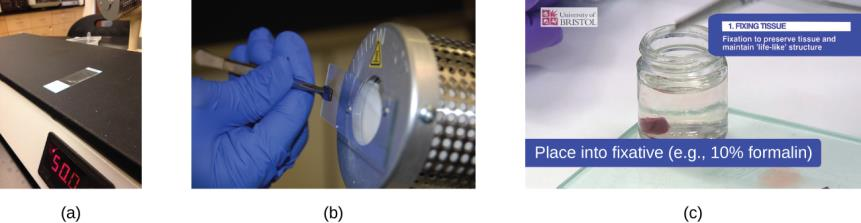 50.0
University of
BRISTOL
1. FIXING TISSUE
Fixation to preserve tissue and
maintain 'life-like' structure
Place into fixative (e.g., 10% formalin)
(a)
(b)
(c)